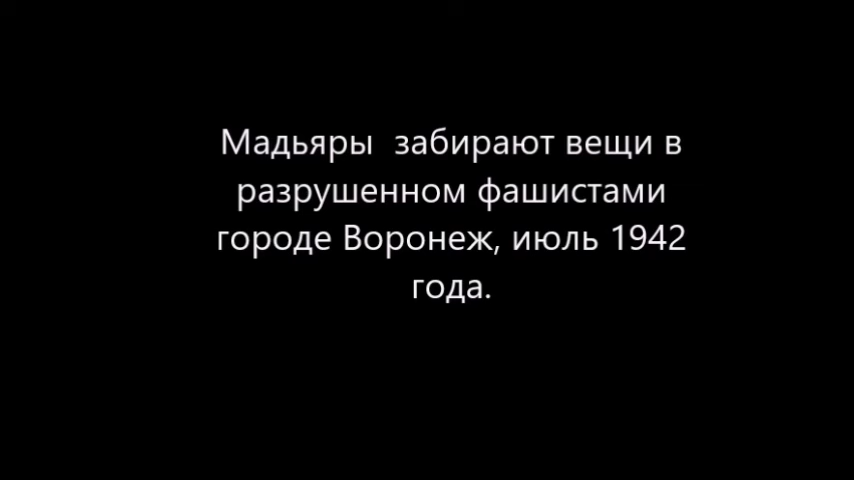 Мадьяры  забирают вещи в
разрушенном фашистами
городе Воронеж, июль 1942
года.